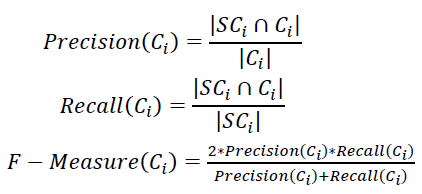 Precision(Cᵢ) = |SCᵢ ∩ Cᵢ| / |Cᵢ|
Recall(Cᵢ) = |SCᵢ ∩ Cᵢ| / |SCᵢ|
F − Measure(Cᵢ) = 2*Precision(Cᵢ)*Recall(Cᵢ) / Precision(Cᵢ)+Recall(Cᵢ)